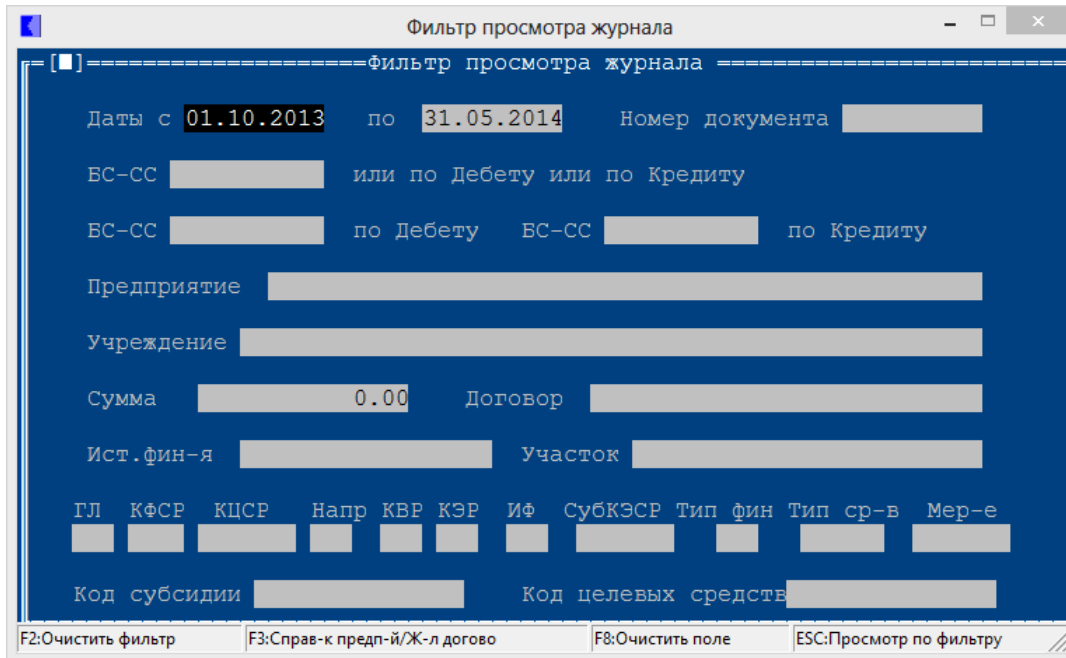 Фильтр просмотра журнала
Фильтр просмотра журнала
Даты с 01.10.2013 по 31.05.2014 Номер документа
БС-СС или по Дебету или по Кредиту
БС-СС по Дебету БС-СС по Кредиту
Предприятие
Учреждение
Сумма 0.00 Договор
Ист.фин-я Участок
ГЛ КФСР КЦСР Напр КВР КЭР ИФ СубКЭСР Тип фин Тип ср-в Мер-е
Код субсидии Код целевых средств
F2:Очистить фильтр F3:Справ-к предп-й/Ж-л догово F8:Очистить поле ESC:Просмотр по фильтру